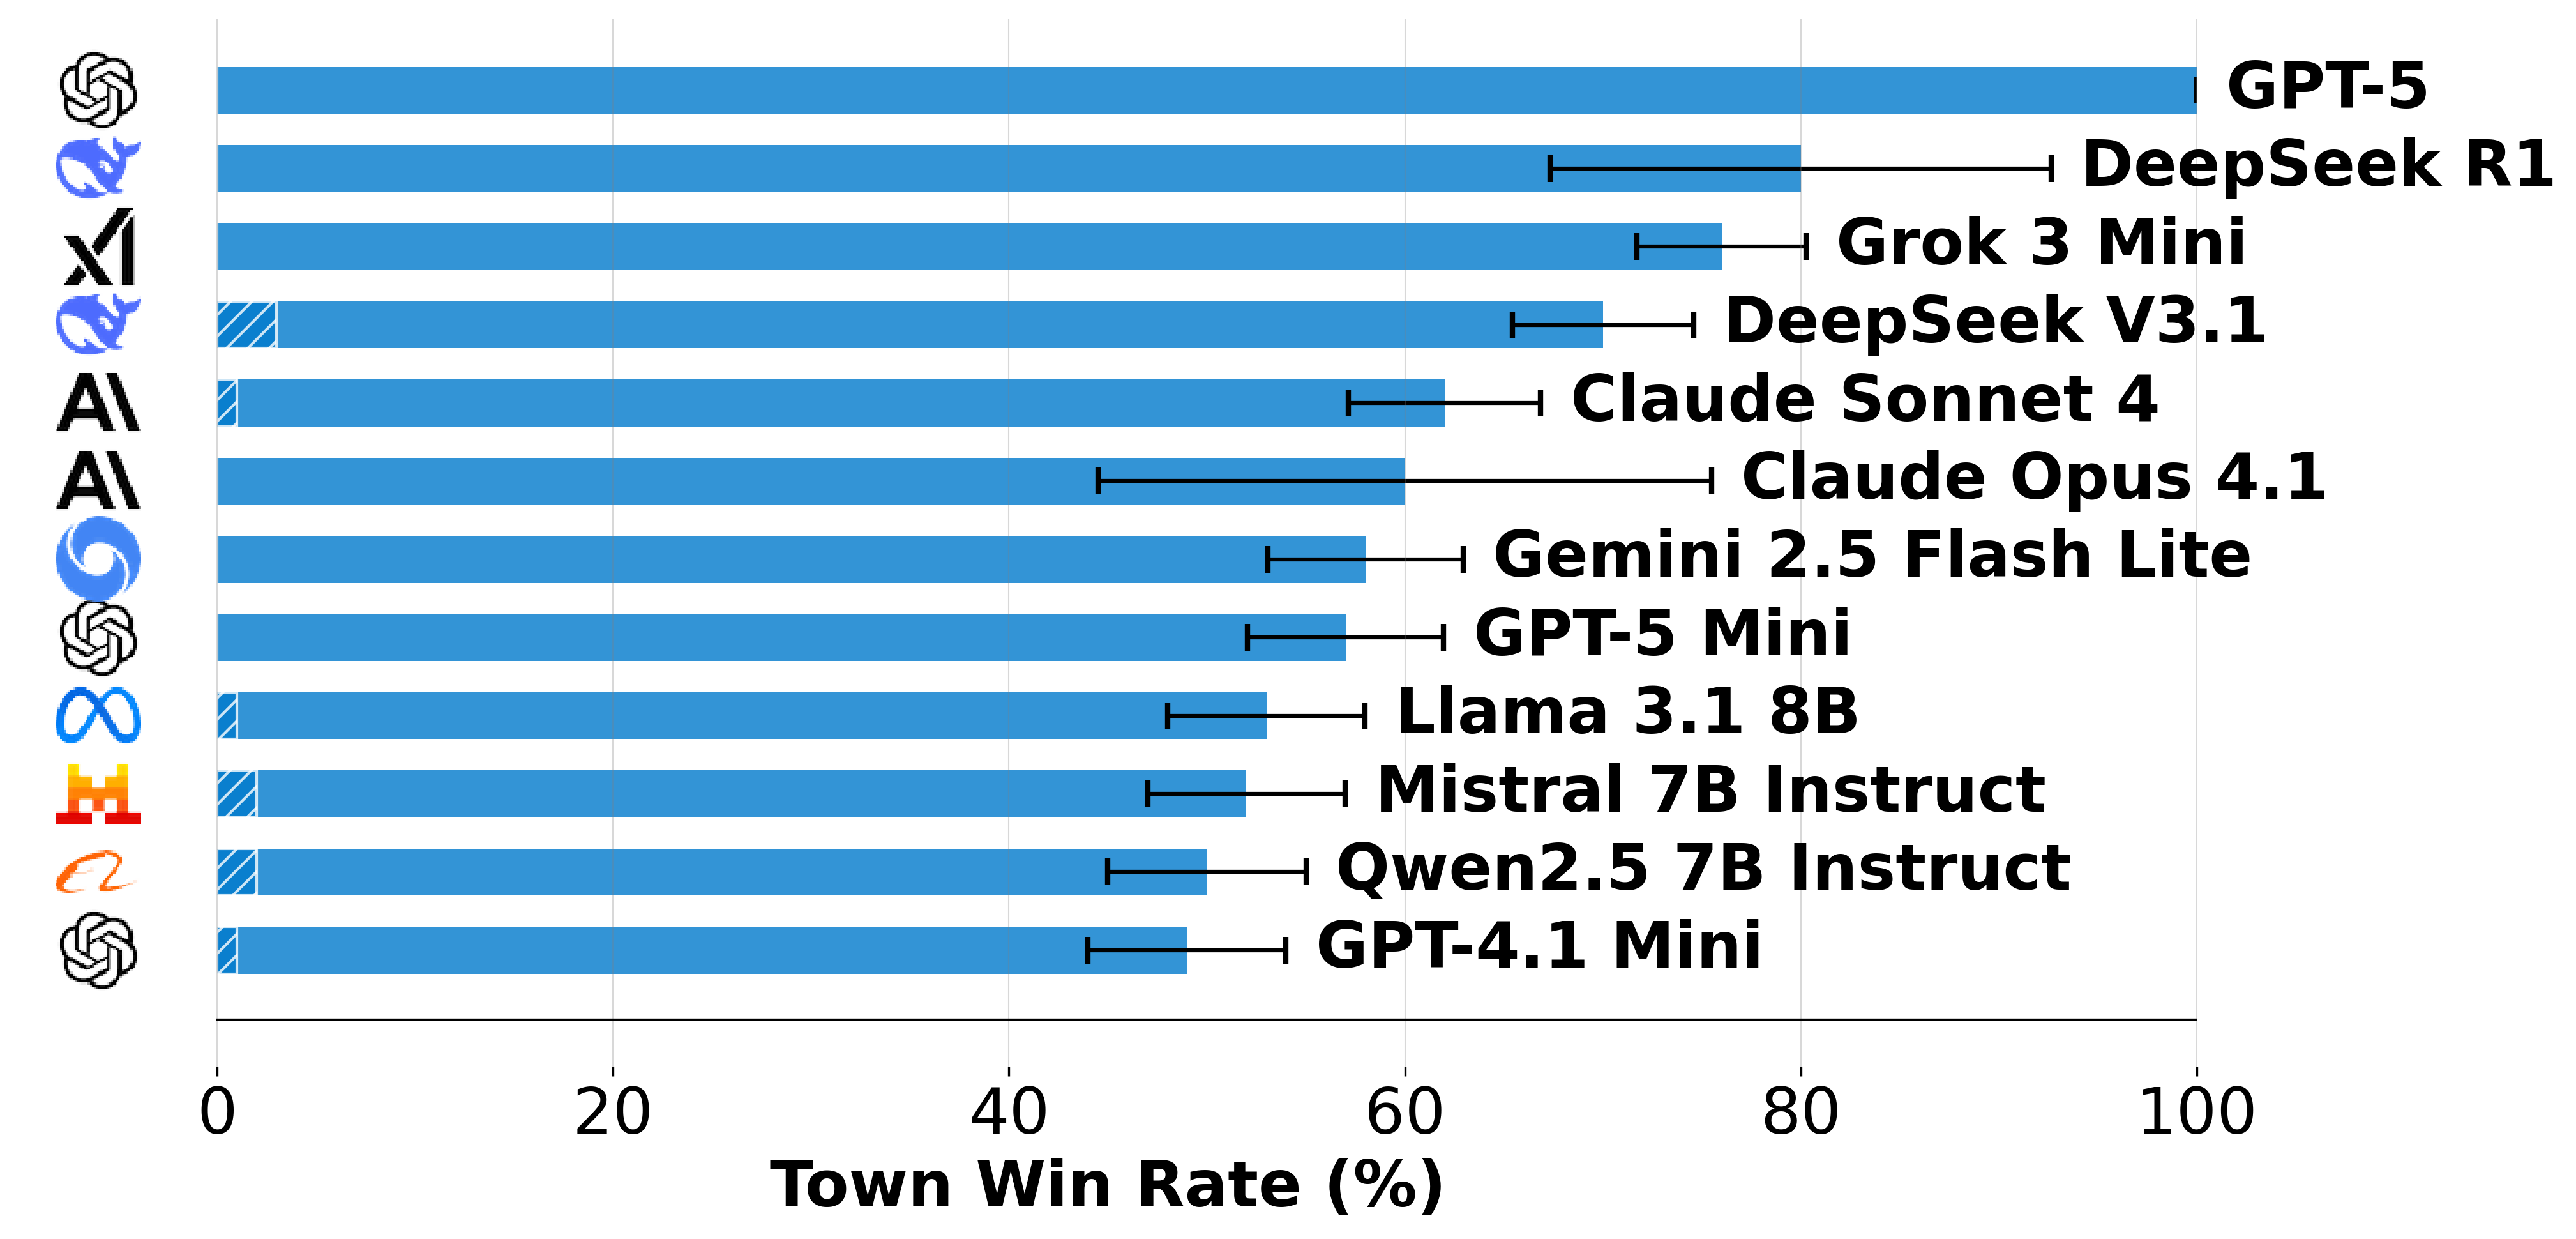 GPT-5
DeepSeek R1
Grok 3 Mini
DeepSeek V3.1
Claude Sonnet 4
Claude Opus 4.1
Gemini 2.5 Flash Lite
GPT-5 Mini
Llama 3.1 8B
Mistral 7B Instruct
Qwen2.5 7B Instruct
GPT-4.1 Mini
0 20 40 60 80 100
Town Win Rate (%)